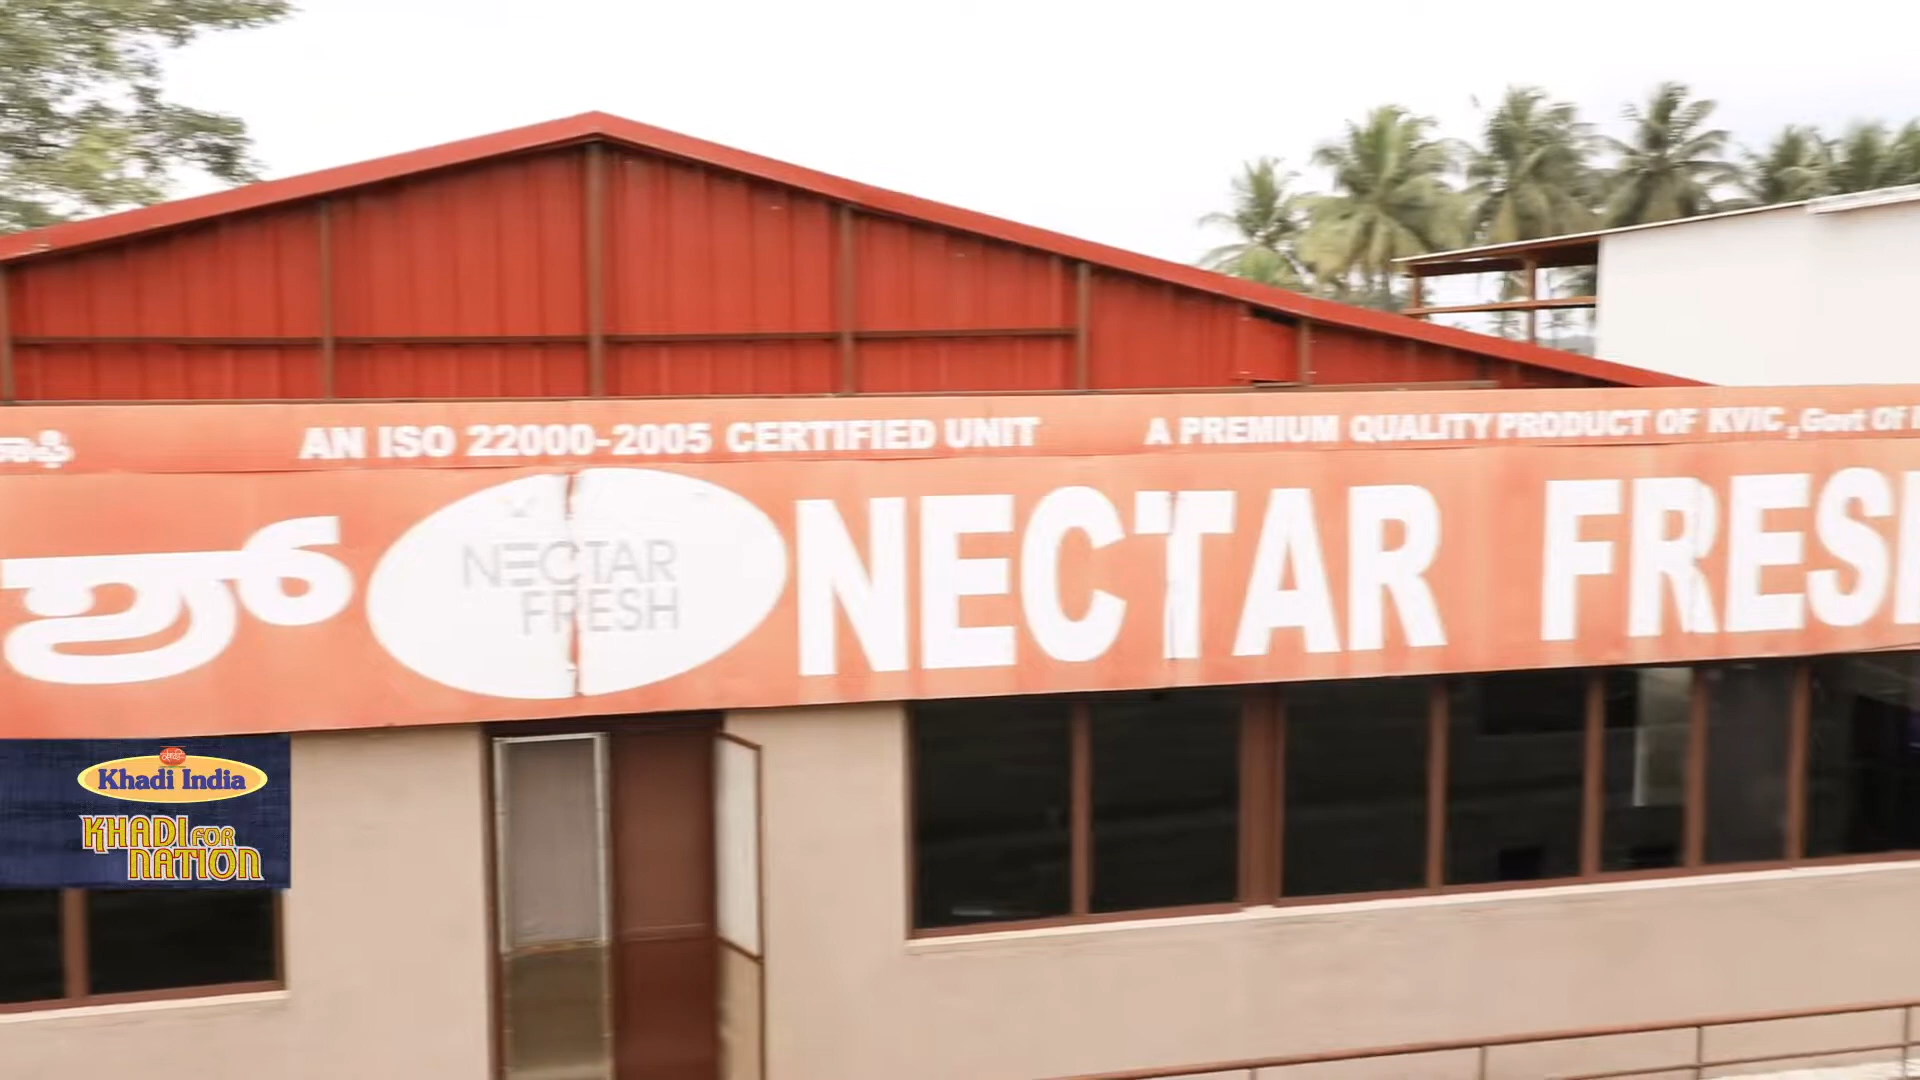 AN ISO 22000-2005 CERTIFIED UNIT A PREMIUM QUALITY PRODUCT OF KVIC, Govt Of
ಶ್ NECTAR FRESH
NECTAR
FRESH
Khadi India
KHADI FOR
NATION